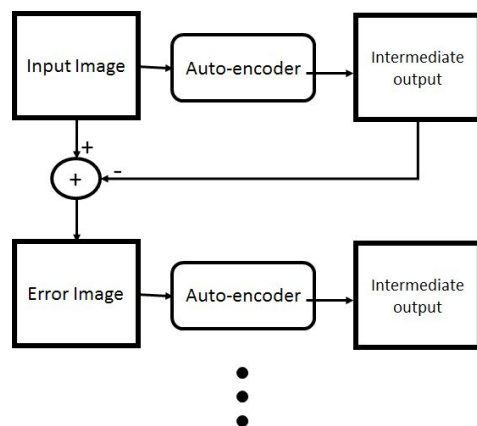 Input Image
Auto-encoder
Intermediate
output
+
+
-
Error Image
Auto-encoder
Intermediate
output